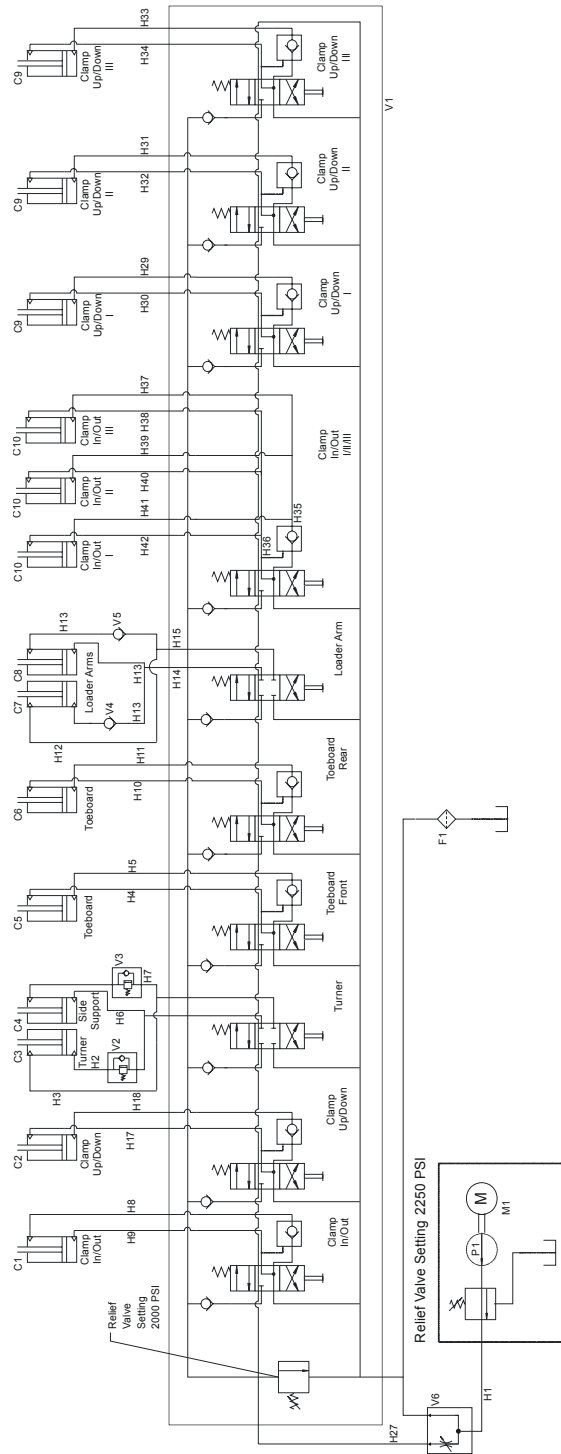 C1
Clamp
In/Out
C2
Clamp
Up/Down
C3
Turner
C4
Side
Support
C5
Toeboard
C6
Toeboard
C7
C8
Loader Arms
C10
Clamp
In/Out
I
C10
Clamp
In/Out
II
C10
Clamp
In/Out
III
C9
Clamp
Up/Down
I
C9
Clamp
Up/Down
II
C9
Clamp
Up/Down
III
H9
H8
H17
H18
H3
H2
V2
H6
V3
H7
H4
H5
H10
H11
H12
V4
H13
H13
H13
V5
H14
H15
H42
H41
H40
H39
H38
H37
H36
H35
H30
H29
H32
H31
H34
H33
Relief
Valve
Setting
2000 PSI
Clamp
In/Out
Clamp
Up/Down
Turner
Toeboard
Front
Toeboard
Rear
Loader Arm
Clamp
In/Out
I/II/III
Clamp
Up/Down
I
Clamp
Up/Down
II
Clamp
Up/Down
III
V1
H27
V6
H1
Relief Valve Setting 2250 PSI
P1
M
M1
F1